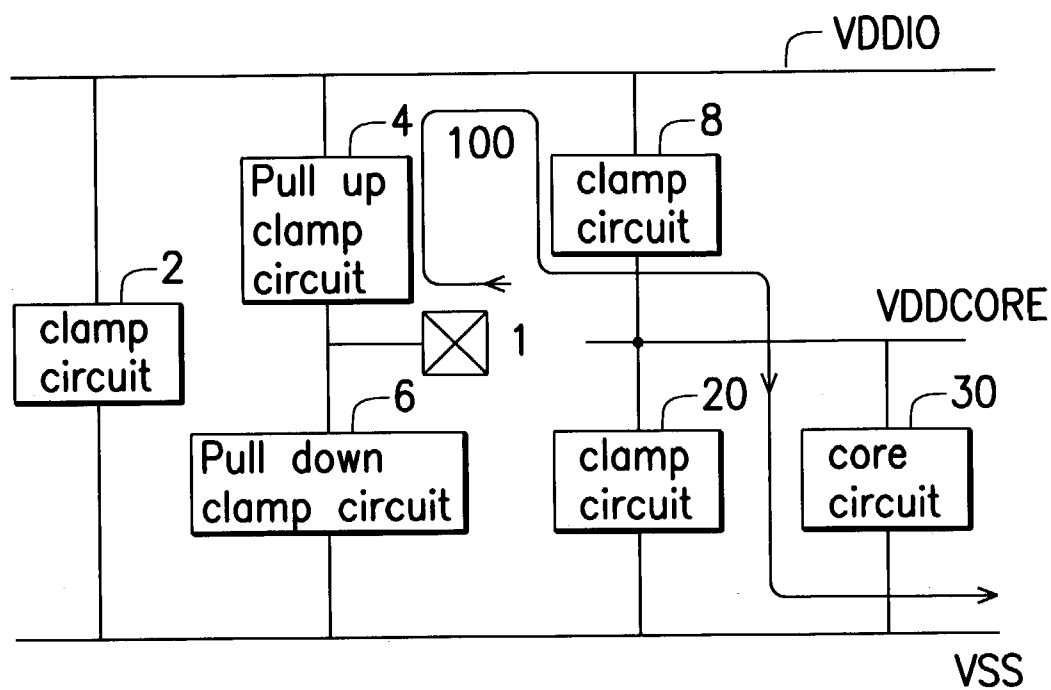 VDDIO
4
100
8
Pull up
clamp
circuit
clamp
circuit
2
VDDCORE
clamp
circuit
1
6
20
30
Pull down
clamp circuit
clamp
circuit
core
circuit
VSS